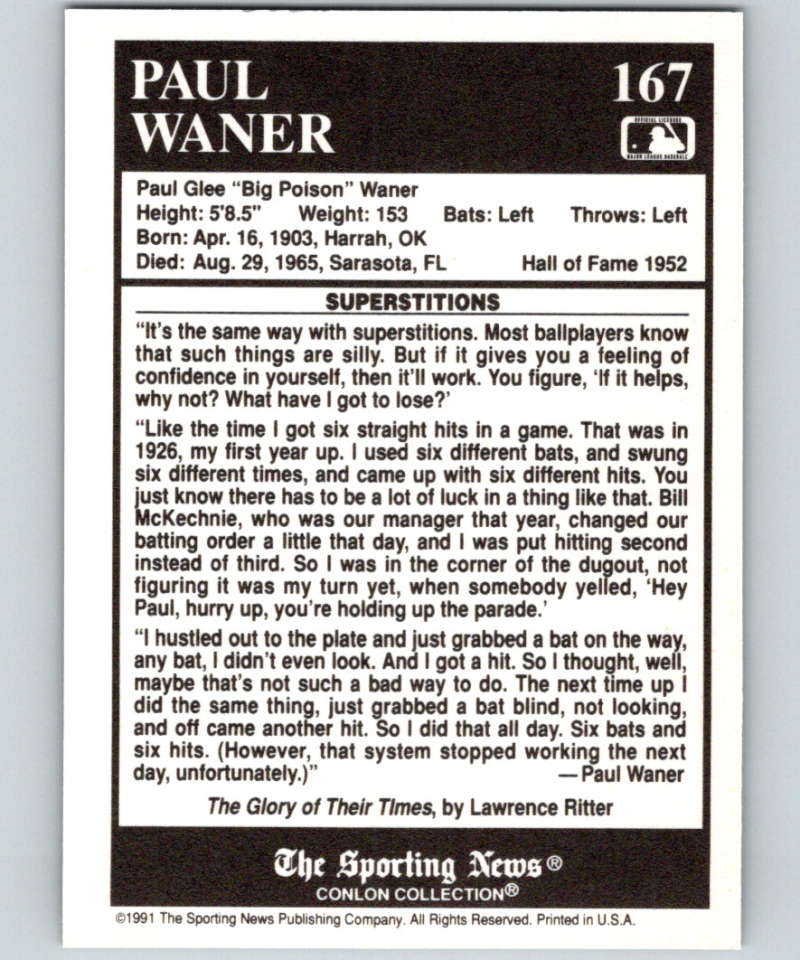 PAUL
WANER
167
OFFICIAL LICENSEE
MAJOR LEAGUE BASEBALL
Paul Glee “Big Poison” Waner
Height: 5'8.5" Weight: 153 Bats: Left Throws: Left
Born: Apr. 16, 1903, Harrah, OK
Died: Aug. 29, 1965, Sarasota, FL Hall of Fame 1952
SUPERSTITIONS
“It’s the same way with superstitions. Most ballplayers know
that such things are silly. But if it gives you a feeling of
confidence in yourself, then it’ll work. You figure, ‘If it helps,
why not? What have I got to lose?’
“Like the time I got six straight hits in a game. That was in
1926, my first year up. I used six different bats, and swung
six different times, and came up with six different hits. You
just know there has to be a lot of luck in a thing like that. Bill
McKechnie, who was our manager that year, changed our
batting order a little that day, and I was put hitting second
instead of third. So I was in the corner of the dugout, not
figuring it was my turn yet, when somebody yelled, ‘Hey
Paul, hurry up, you’re holding up the parade.’
“I hustled out to the plate and just grabbed a bat on the way,
any bat, I didn’t even look. And I got a hit. So I thought, well,
maybe that’s not such a bad way to do. The next time up I
did the same thing, just grabbed a bat blind, not looking,
and off came another hit. So I did that all day. Six bats and
six hits. (However, that system stopped working the next
day, unfortunately.)” —Paul Waner
The Glory of Their Times, by Lawrence Ritter
The Sporting News®
CONLON COLLECTION®
©1991 The Sporting News Publishing Company. All Rights Reserved. Printed in U.S.A.